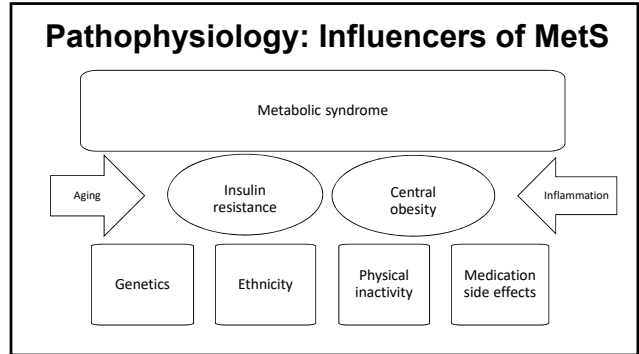 Pathophysiology: Influencers of MetS
Metabolic syndrome
Aging
Insulin
resistance
Central
obesity
Inflammation
Genetics
Ethnicity
Physical
inactivity
Medication
side effects